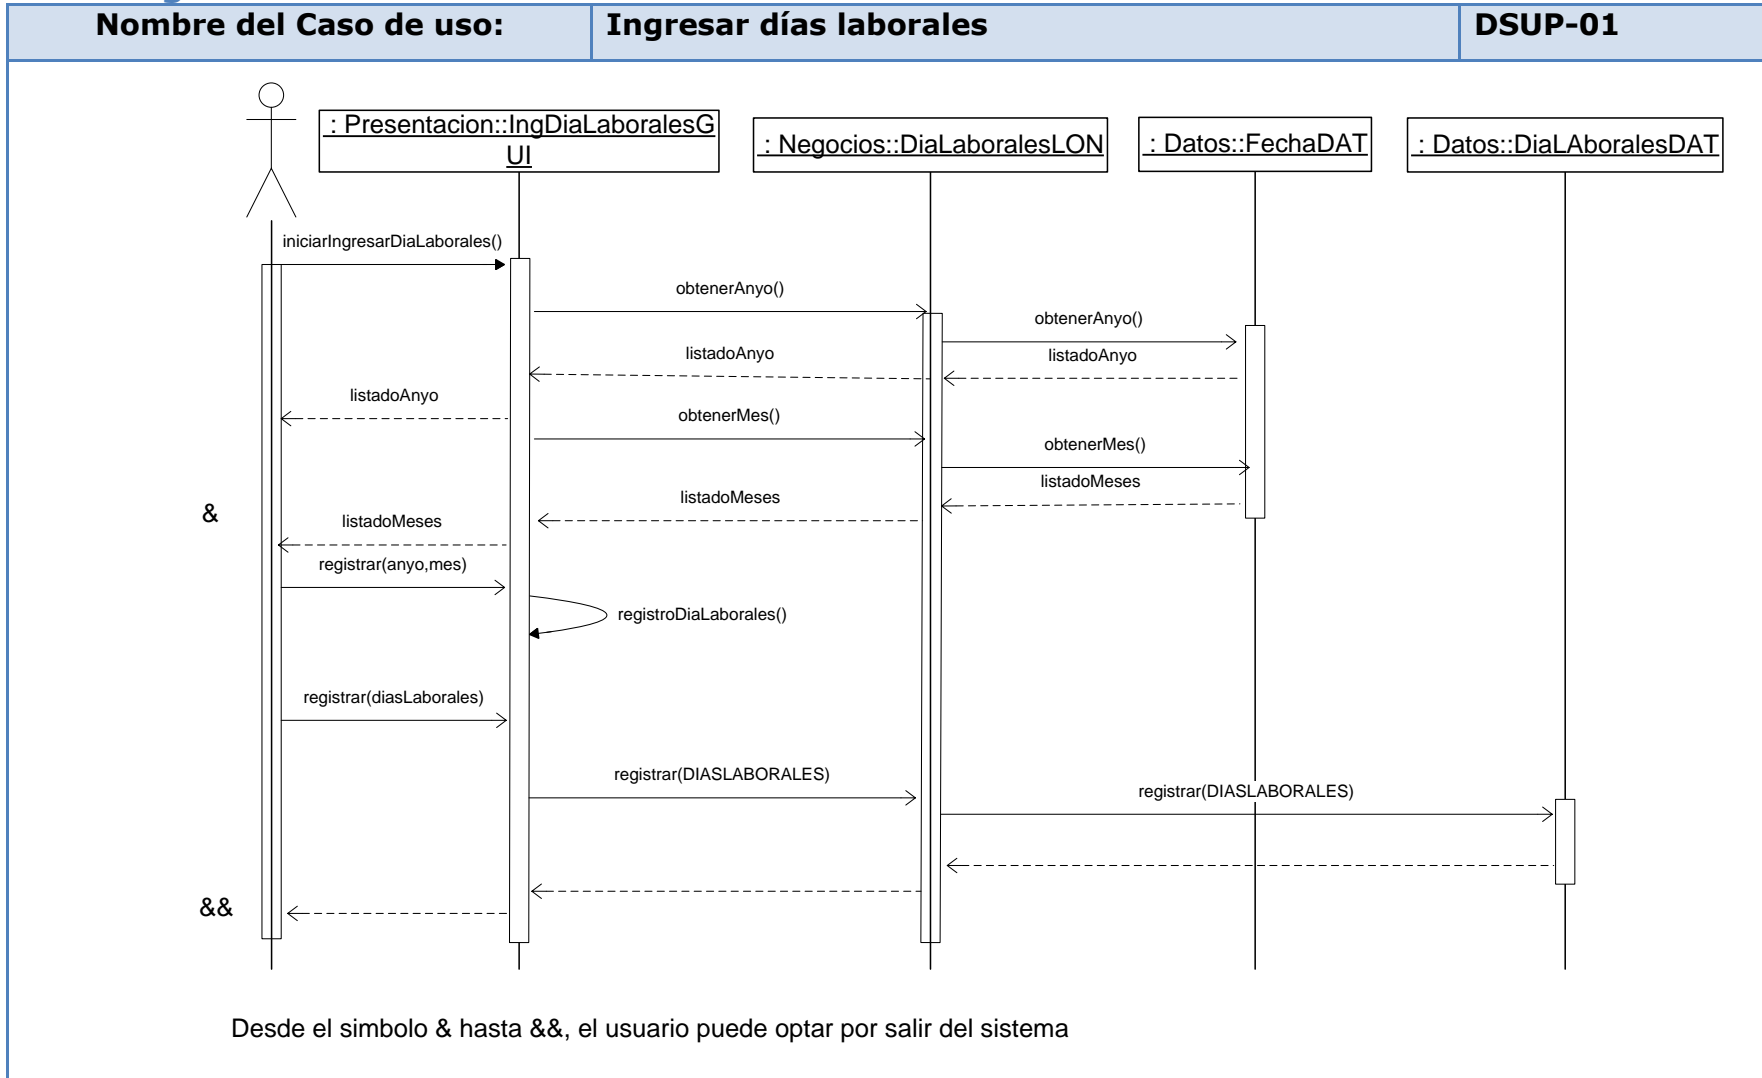 Nombre del Caso de uso: Ingresar días laborales DSUP-01
: Presentacion::IngDiaLaboralesG
UI
: Negocios::DiaLaboralesLON
: Datos::FechaDAT
: Datos::DiaLAboralesDAT
iniciarIngresarDiaLaborales()
obtenerAnyo()
obtenerAnyo()
listadoAnyo
listadoAnyo
listadoAnyo
obtenerMes()
obtenerMes()
listadoMeses
listadoMeses
&
listadoMeses
registrar(anyo,mes)
registroDiaLaborales()
registrar(diasLaborales)
registrar(DIASLABORALES)
registrar(DIASLABORALES)
&&
Desde el simbolo & hasta &&, el usuario puede optar por salir del sistema